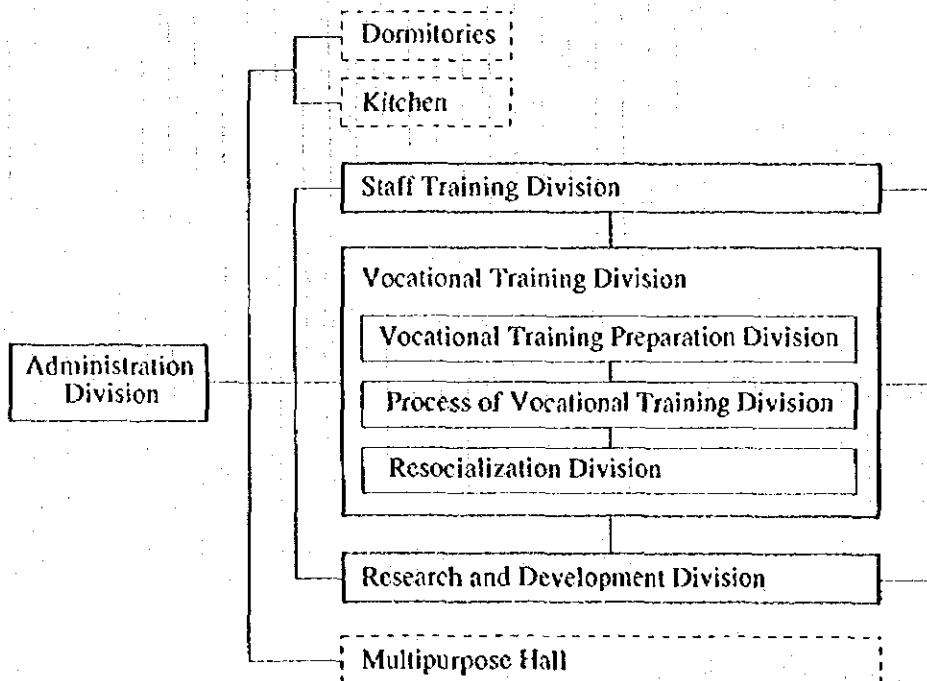 Dormitories
Kitchen
Staff Training Division
Vocational Training Division
Vocational Training Preparation Division
Administration
Division
Process of Vocational Training Division
Resocialization Division
Research and Development Division
Multipurpose Hall